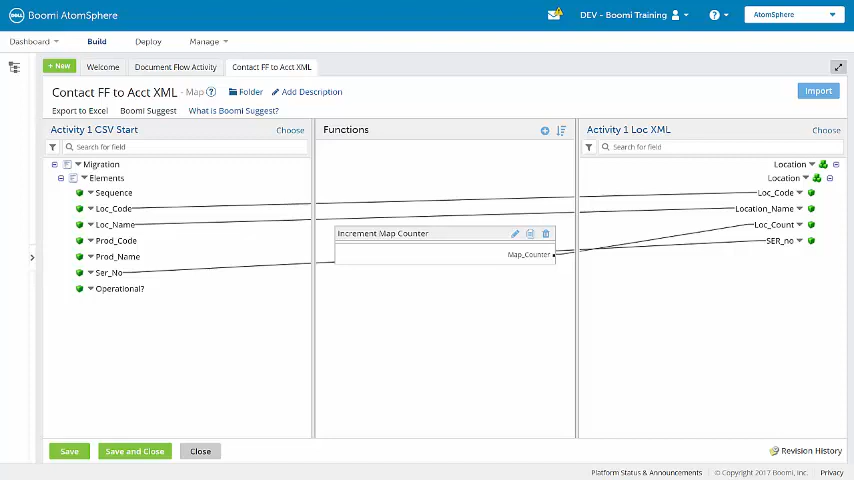 DELL Boomi AtomSphere
DEV - Boomi Training
?
AtomSphere
Dashboard
Build
Deploy
Manage
+ New
Welcome
Document Flow Activity
Contact FF to Acct XML
Contact FF to Acct XML - Map ?
Folder
Add Description
Import
Export to Excel
Boomi Suggest
What is Boomi Suggest?
Activity 1 CSV Start
Choose
Search for field
Migration
Elements
Sequence
Loc_Code
Loc_Name
Prod_Code
Prod_Name
Ser_No
Operational?
Functions
Increment Map Counter
Map_Counter
Activity 1 Loc XML
Choose
Search for field
Location
Location
Loc_Code
Location_Name
Loc_Count
SER_no
Save
Save and Close
Close
Revision History
Platform Status & Announcements
© Copyright 2017 Boomi, Inc.
Privacy